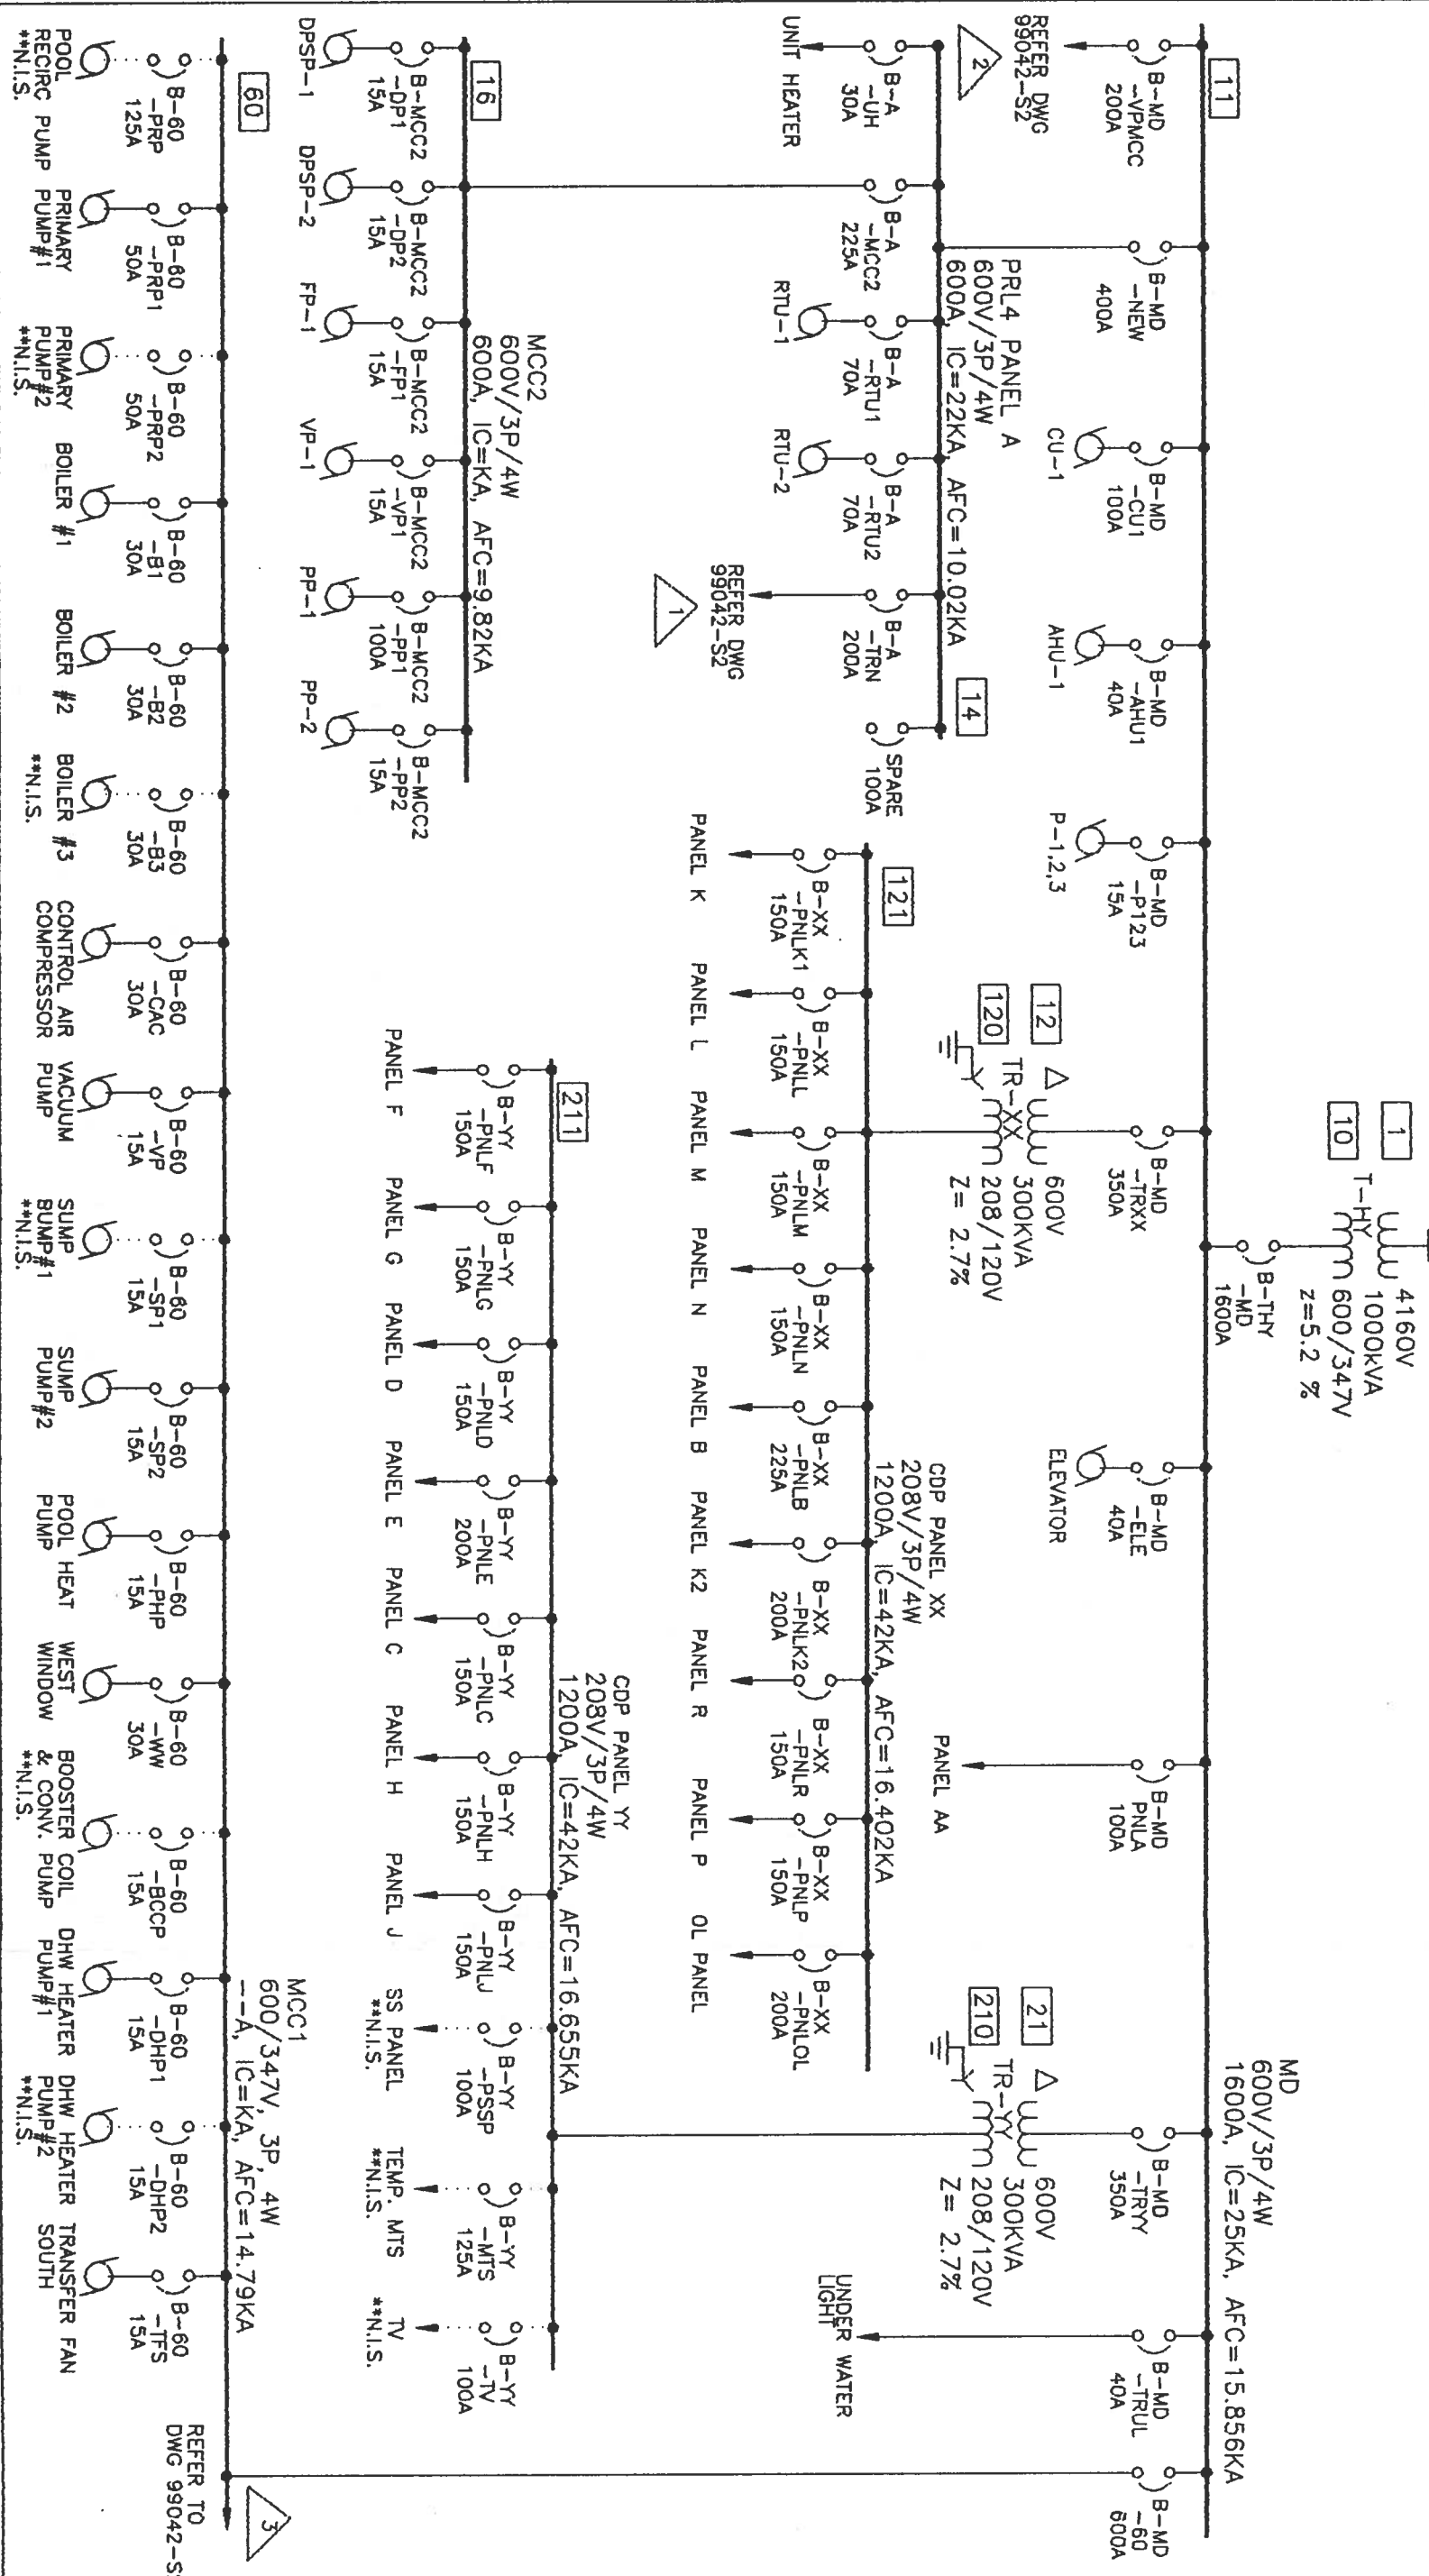 1
10
T-HY
4160V
1000kVA
600/347V
z=5.2 %
B-THY
-MD
1600A
MD
600V/3P/4W
1600A, IC=25KA, AFC=15.856KA
11
B-MD
-VPMCC
200A
REFER DWG
99042-S2
2
B-MD
-NEW
400A
B-MD
-CU1
100A
CU-1
B-MD
-AHU1
40A
AHU-1
B-MD
-P123
15A
P-1,2,3
B-MD
-TRXX
350A
12
120
TR-XX
600V
300KVA
208/120V
Z= 2.7%
B-MD
-ELE
40A
ELEVATOR
B-MD
PNLA
100A
PANEL AA
B-MD
-TRYY
350A
21
210
TR-YY
600V
300KVA
208/120V
Z= 2.7%
B-MD
-TRUL
40A
UNDER WATER
LIGHT
B-MD
-60
600A
PRL4 PANEL A
600V/3P/4W
600A, IC=22KA, AFC=10.02KA
14
B-A
-UH
30A
UNIT HEATER
B-A
-MCC2
225A
B-A
-RTU1
70A
RTU-1
B-A
-RTU2
70A
RTU-2
B-A
-TRN
200A
REFER DWG
99042-S2
1
SPARE
100A
121
CDP PANEL XX
208V/3P/4W
1200A, IC=42KA, AFC=16.402KA
B-XX
-PNLK1
150A
PANEL K
B-XX
-PNLL
150A
PANEL L
B-XX
-PNLM
150A
PANEL M
B-XX
-PNLN
150A
PANEL N
B-XX
-PNLB
225A
PANEL B
B-XX
-PNLK2
200A
PANEL K2
B-XX
-PNLR
150A
PANEL R
B-XX
-PNLP
150A
PANEL P
B-XX
-PNLOL
200A
OL PANEL
16
MCC2
600V/3P/4W
600A, IC=KA, AFC=9.82KA
B-MCC2
-DP1
15A
DPSP-1
B-MCC2
-DP2
15A
DPSP-2
B-MCC2
-FP1
15A
FP-1
B-MCC2
-VP1
15A
VP-1
B-MCC2
-PP1
100A
PP-1
B-MCC2
-PP2
15A
PP-2
211
CDP PANEL YY
208V/3P/4W
1200A, IC=42KA, AFC=16.655KA
B-YY
-PNLF
150A
PANEL F
B-YY
-PNLG
150A
PANEL G
B-YY
-PNLD
150A
PANEL D
B-YY
-PNLE
200A
PANEL E
B-YY
-PNLC
150A
PANEL C
B-YY
-PNLH
150A
PANEL H
B-YY
-PNLJ
150A
PANEL J
B-YY
-PSSP
100A
SS PANEL
**N.I.S.
B-YY
-MTS
125A
TEMP. MTS
**N.I.S.
B-YY
-TV
100A
TV
**N.I.S.
60
MCC1
600/347V, 3P, 4W
--A, IC=KA, AFC=14.79KA
B-60
-PRP
125A
POOL
RECIRC PUMP
**N.I.S.
B-60
-PRP1
50A
PRIMARY
PUMP#1
B-60
-PRP2
50A
PRIMARY
PUMP#2
**N.I.S.
B-60
-B1
30A
BOILER #1
B-60
-B2
30A
BOILER #2
B-60
-B3
30A
BOILER #3
**N.I.S.
B-60
-CAC
30A
CONTROL AIR
COMPRESSOR
B-60
-VP
15A
VACUUM
PUMP
B-60
-SP1
15A
SUMP
BUMP#1
**N.I.S.
B-60
-SP2
15A
SUMP
PUMP#2
B-60
-PHP
15A
POOL HEAT
PUMP
B-60
-WW
30A
WEST
WINDOW
B-60
-BCCP
15A
BOOSTER COIL
& CONV. PUMP
**N.I.S.
B-60
-DHP1
15A
DHW HEATER
PUMP#1
B-60
-DHP2
15A
DHW HEATER
PUMP#2
**N.I.S.
B-60
-TFS
15A
TRANSFER FAN
SOUTH
3
REFER TO
DWG